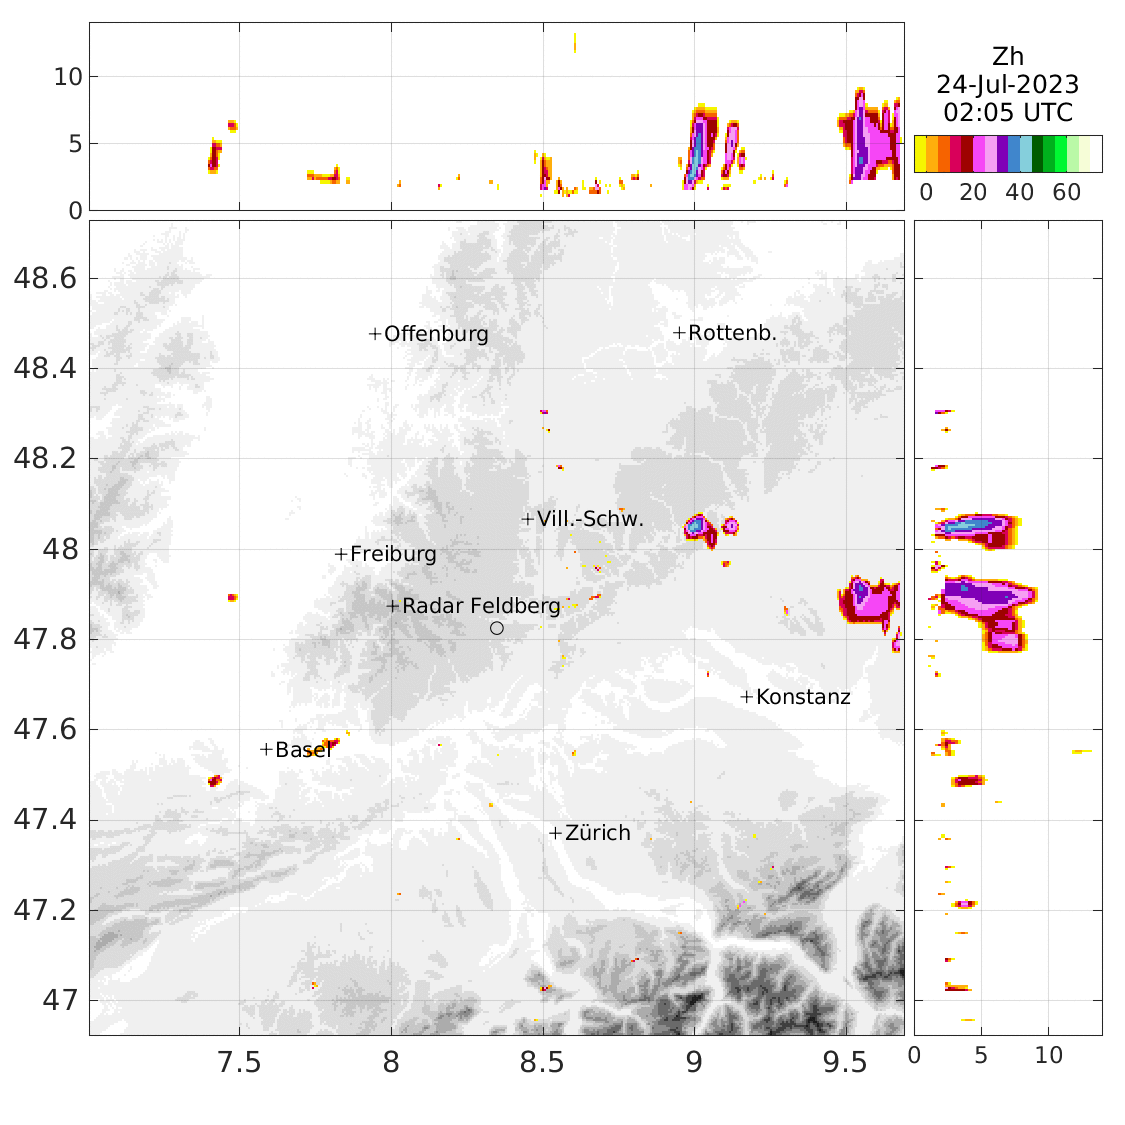 10
5
0
Zh
24-Jul-2023
02:05 UTC
0 20 40 60
48.6
48.4
48.2
48
47.8
47.6
47.4
47.2
47
Offenburg
Rottenb.
Vill.-Schw.
Freiburg
Radar Feldberg
Konstanz
Basel
Zürich
7.5 8 8.5 9 9.5
0 5 10